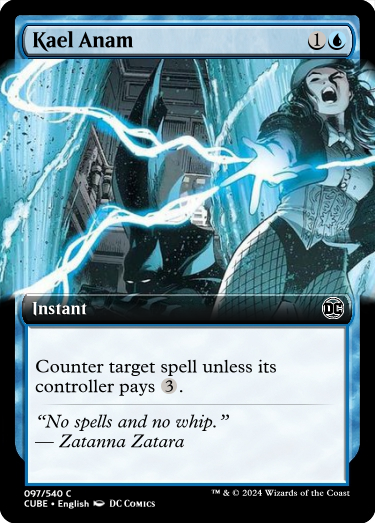 Kael Anam 1
Instant DC
Counter target spell unless its
controller pays 3.
“No spells and no whip.”
— Zatanna Zatara
097/540 C ™ & © 2024 Wizards of the Coast
CUBE • English DC Comics